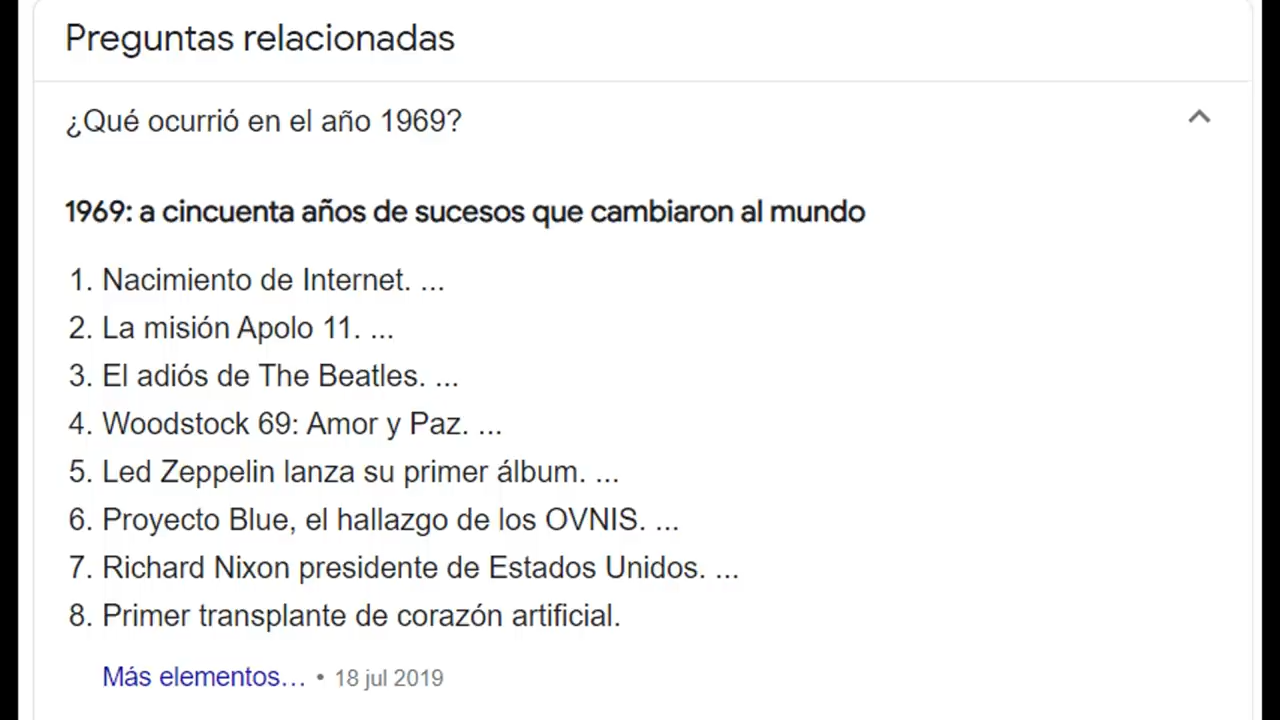 Preguntas relacionadas
¿Qué ocurrió en el año 1969?
1969: a cincuenta años de sucesos que cambiaron al mundo
1. Nacimiento de Internet. ...
2. La misión Apolo 11. ...
3. El adiós de The Beatles. ...
4. Woodstock 69: Amor y Paz. ...
5. Led Zeppelin lanza su primer álbum. ...
6. Proyecto Blue, el hallazgo de los OVNIS. ...
7. Richard Nixon presidente de Estados Unidos. ...
8. Primer transplante de corazón artificial.
Más elementos... • 18 jul 2019